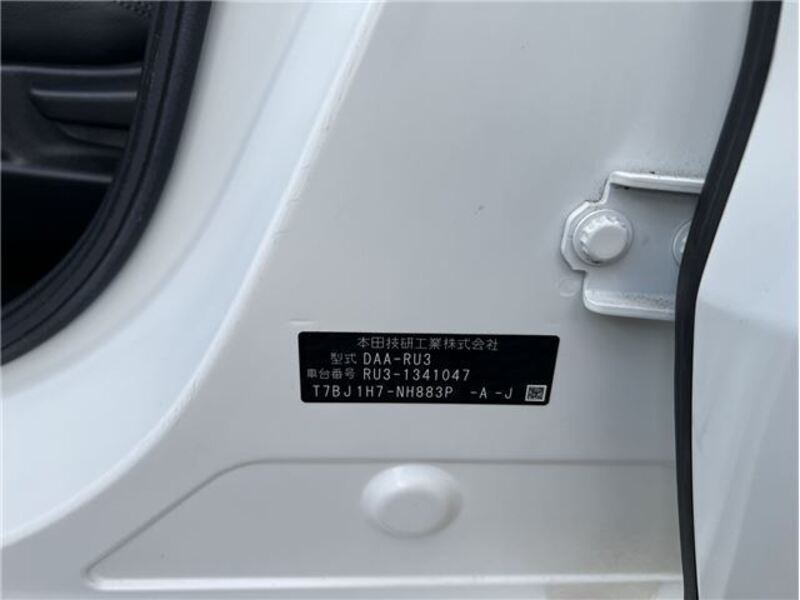 本田技研工業株式会社
型式 DAA-RU3
車台番号 RU3-1341047
T7BJ1H7-NH883P -A -J